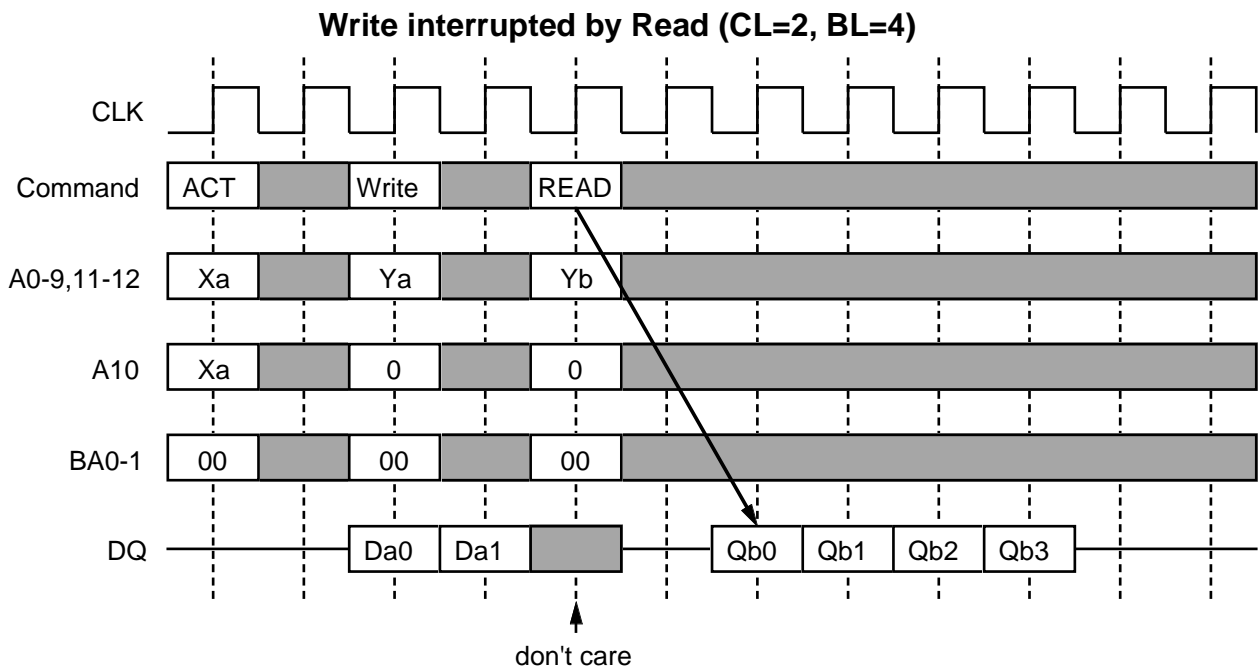 Write interrupted by Read (CL=2, BL=4)
CLK
Command ACT Write READ
A0-9,11-12 Xa Ya Yb
A10 Xa 0 0
BA0-1 00 00 00
DQ Da0 Da1 Qb0 Qb1 Qb2 Qb3
don't care